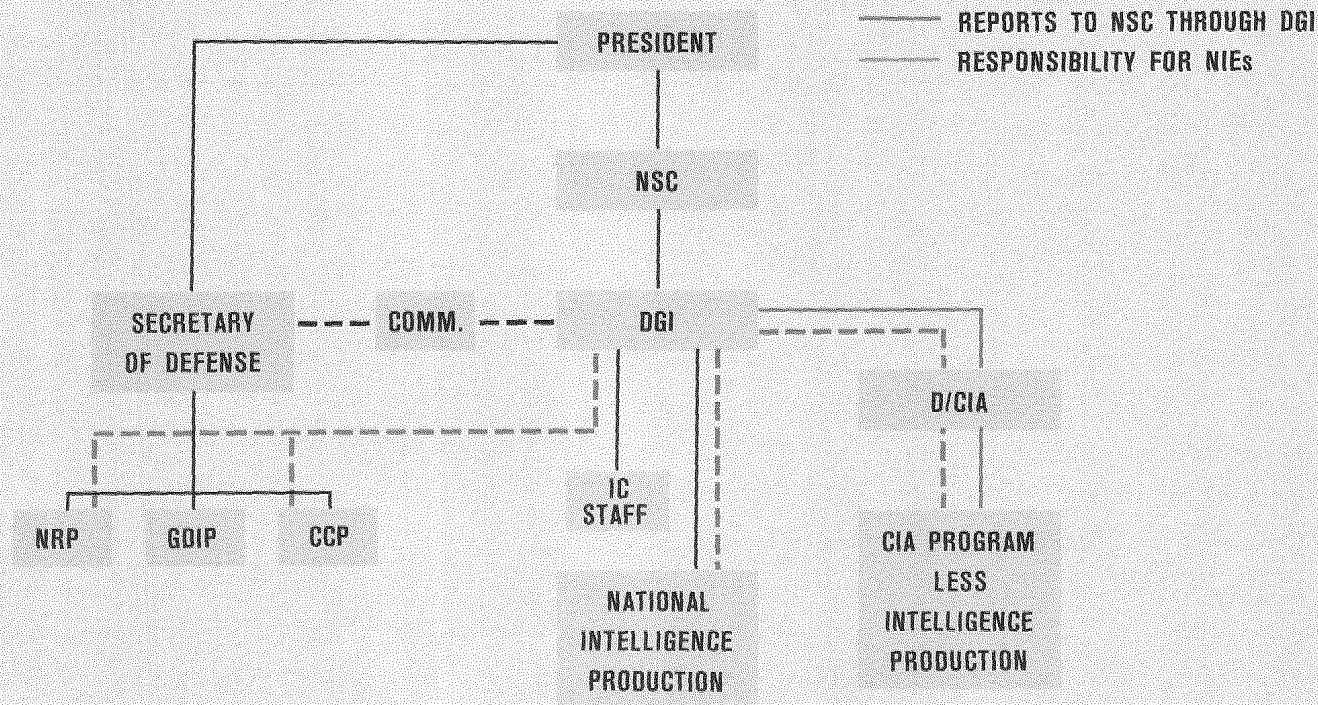 PRESIDENT
REPORTS TO NSC THROUGH DGI
RESPONSIBILITY FOR NIEs
NSC
SECRETARY
OF DEFENSE
COMM.
DGI
D/CIA
NRP
GDIP
CCP
IC
STAFF
NATIONAL
INTELLIGENCE
PRODUCTION
CIA PROGRAM
LESS
INTELLIGENCE
PRODUCTION